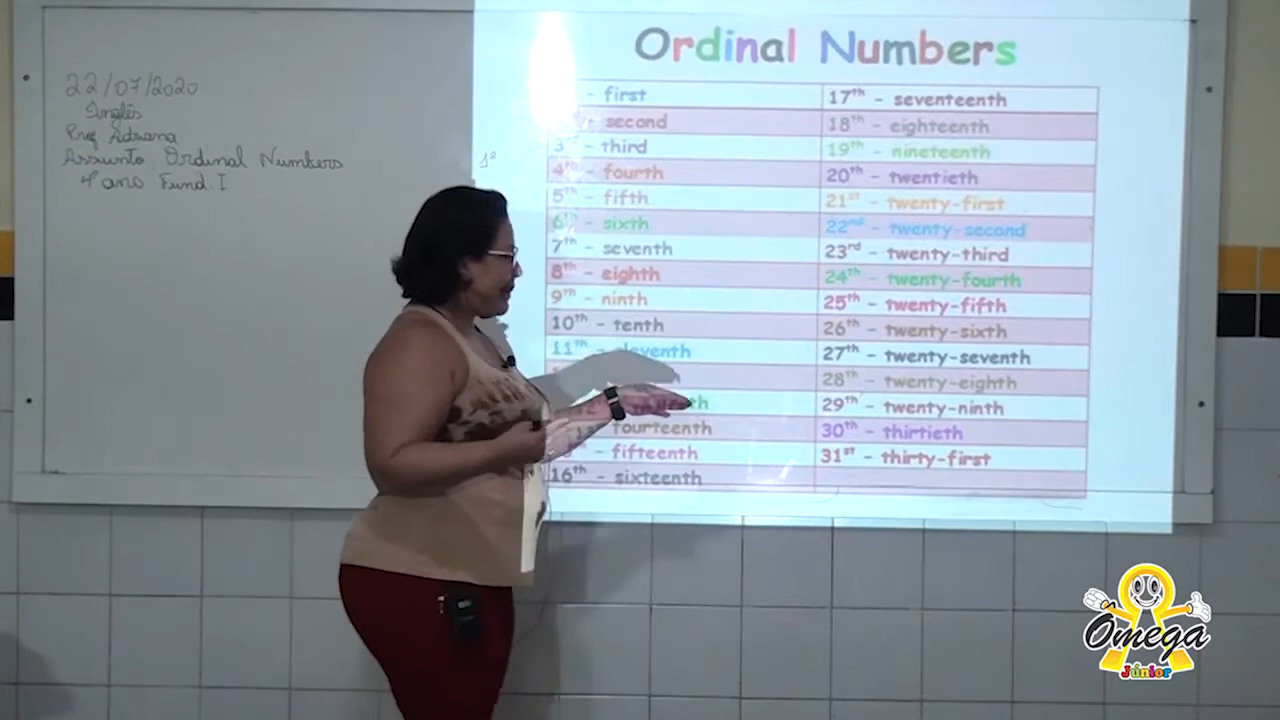 22/07/2020
Inglês
Prof Adriana
Assunto Ordinal Numbers
4º ano Fund. I
1º
Ordinal Numbers
- first
second
3rd - third
4th - fourth
5th - fifth
6th - sixth
7th - seventh
8th - eighth
9th - ninth
10th - tenth
11th - eleventh
th
fourteenth
- fifteenth
16th - sixteenth
17th - seventeenth
18th - eighteenth
19th - nineteenth
20th - twentieth
21st - twenty-first
22nd - twenty-second
23rd - twenty-third
24th - twenty-fourth
25th - twenty-fifth
26th - twenty-sixth
27th - twenty-seventh
28th - twenty-eighth
29th - twenty-ninth
30th - thirtieth
31st - thirty-first
Ômega
Júnior